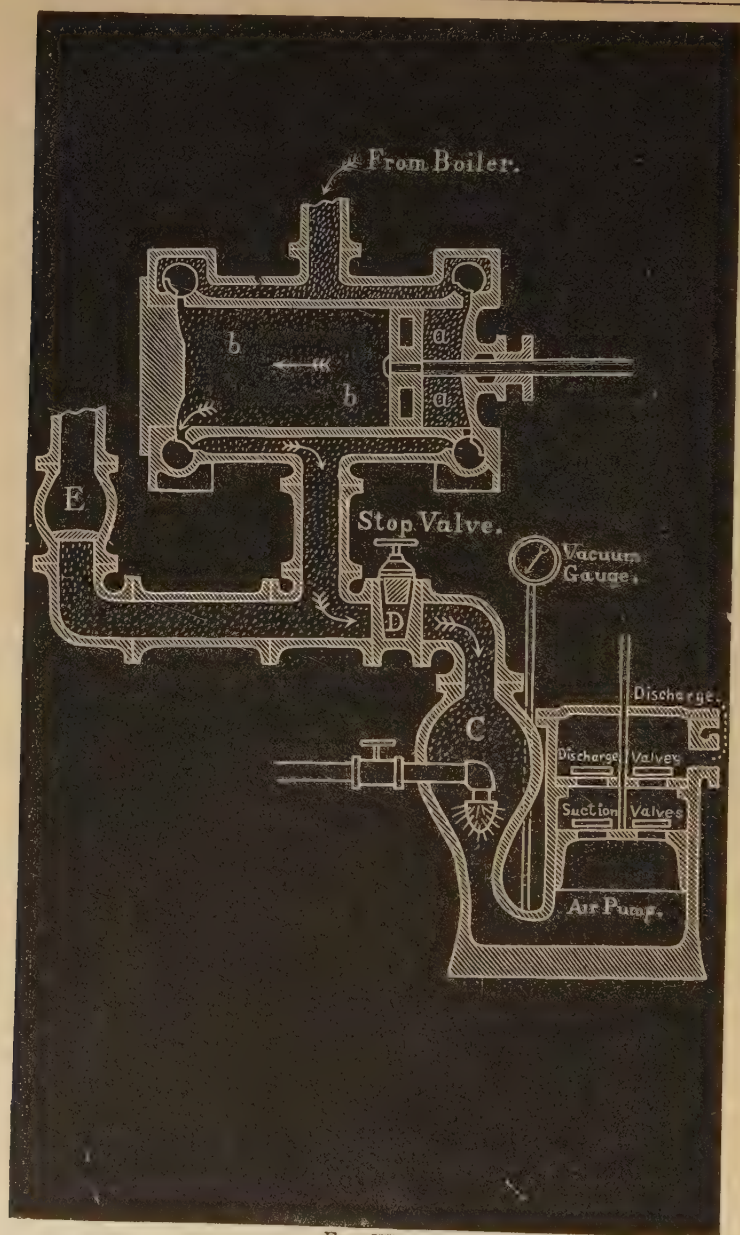 From Boiler.
a
b
b
a
E
Stop Valve.
Vacuum
Gauge.
D
Discharge.
C
Discharge Valves
Suction Valves
Air Pump.